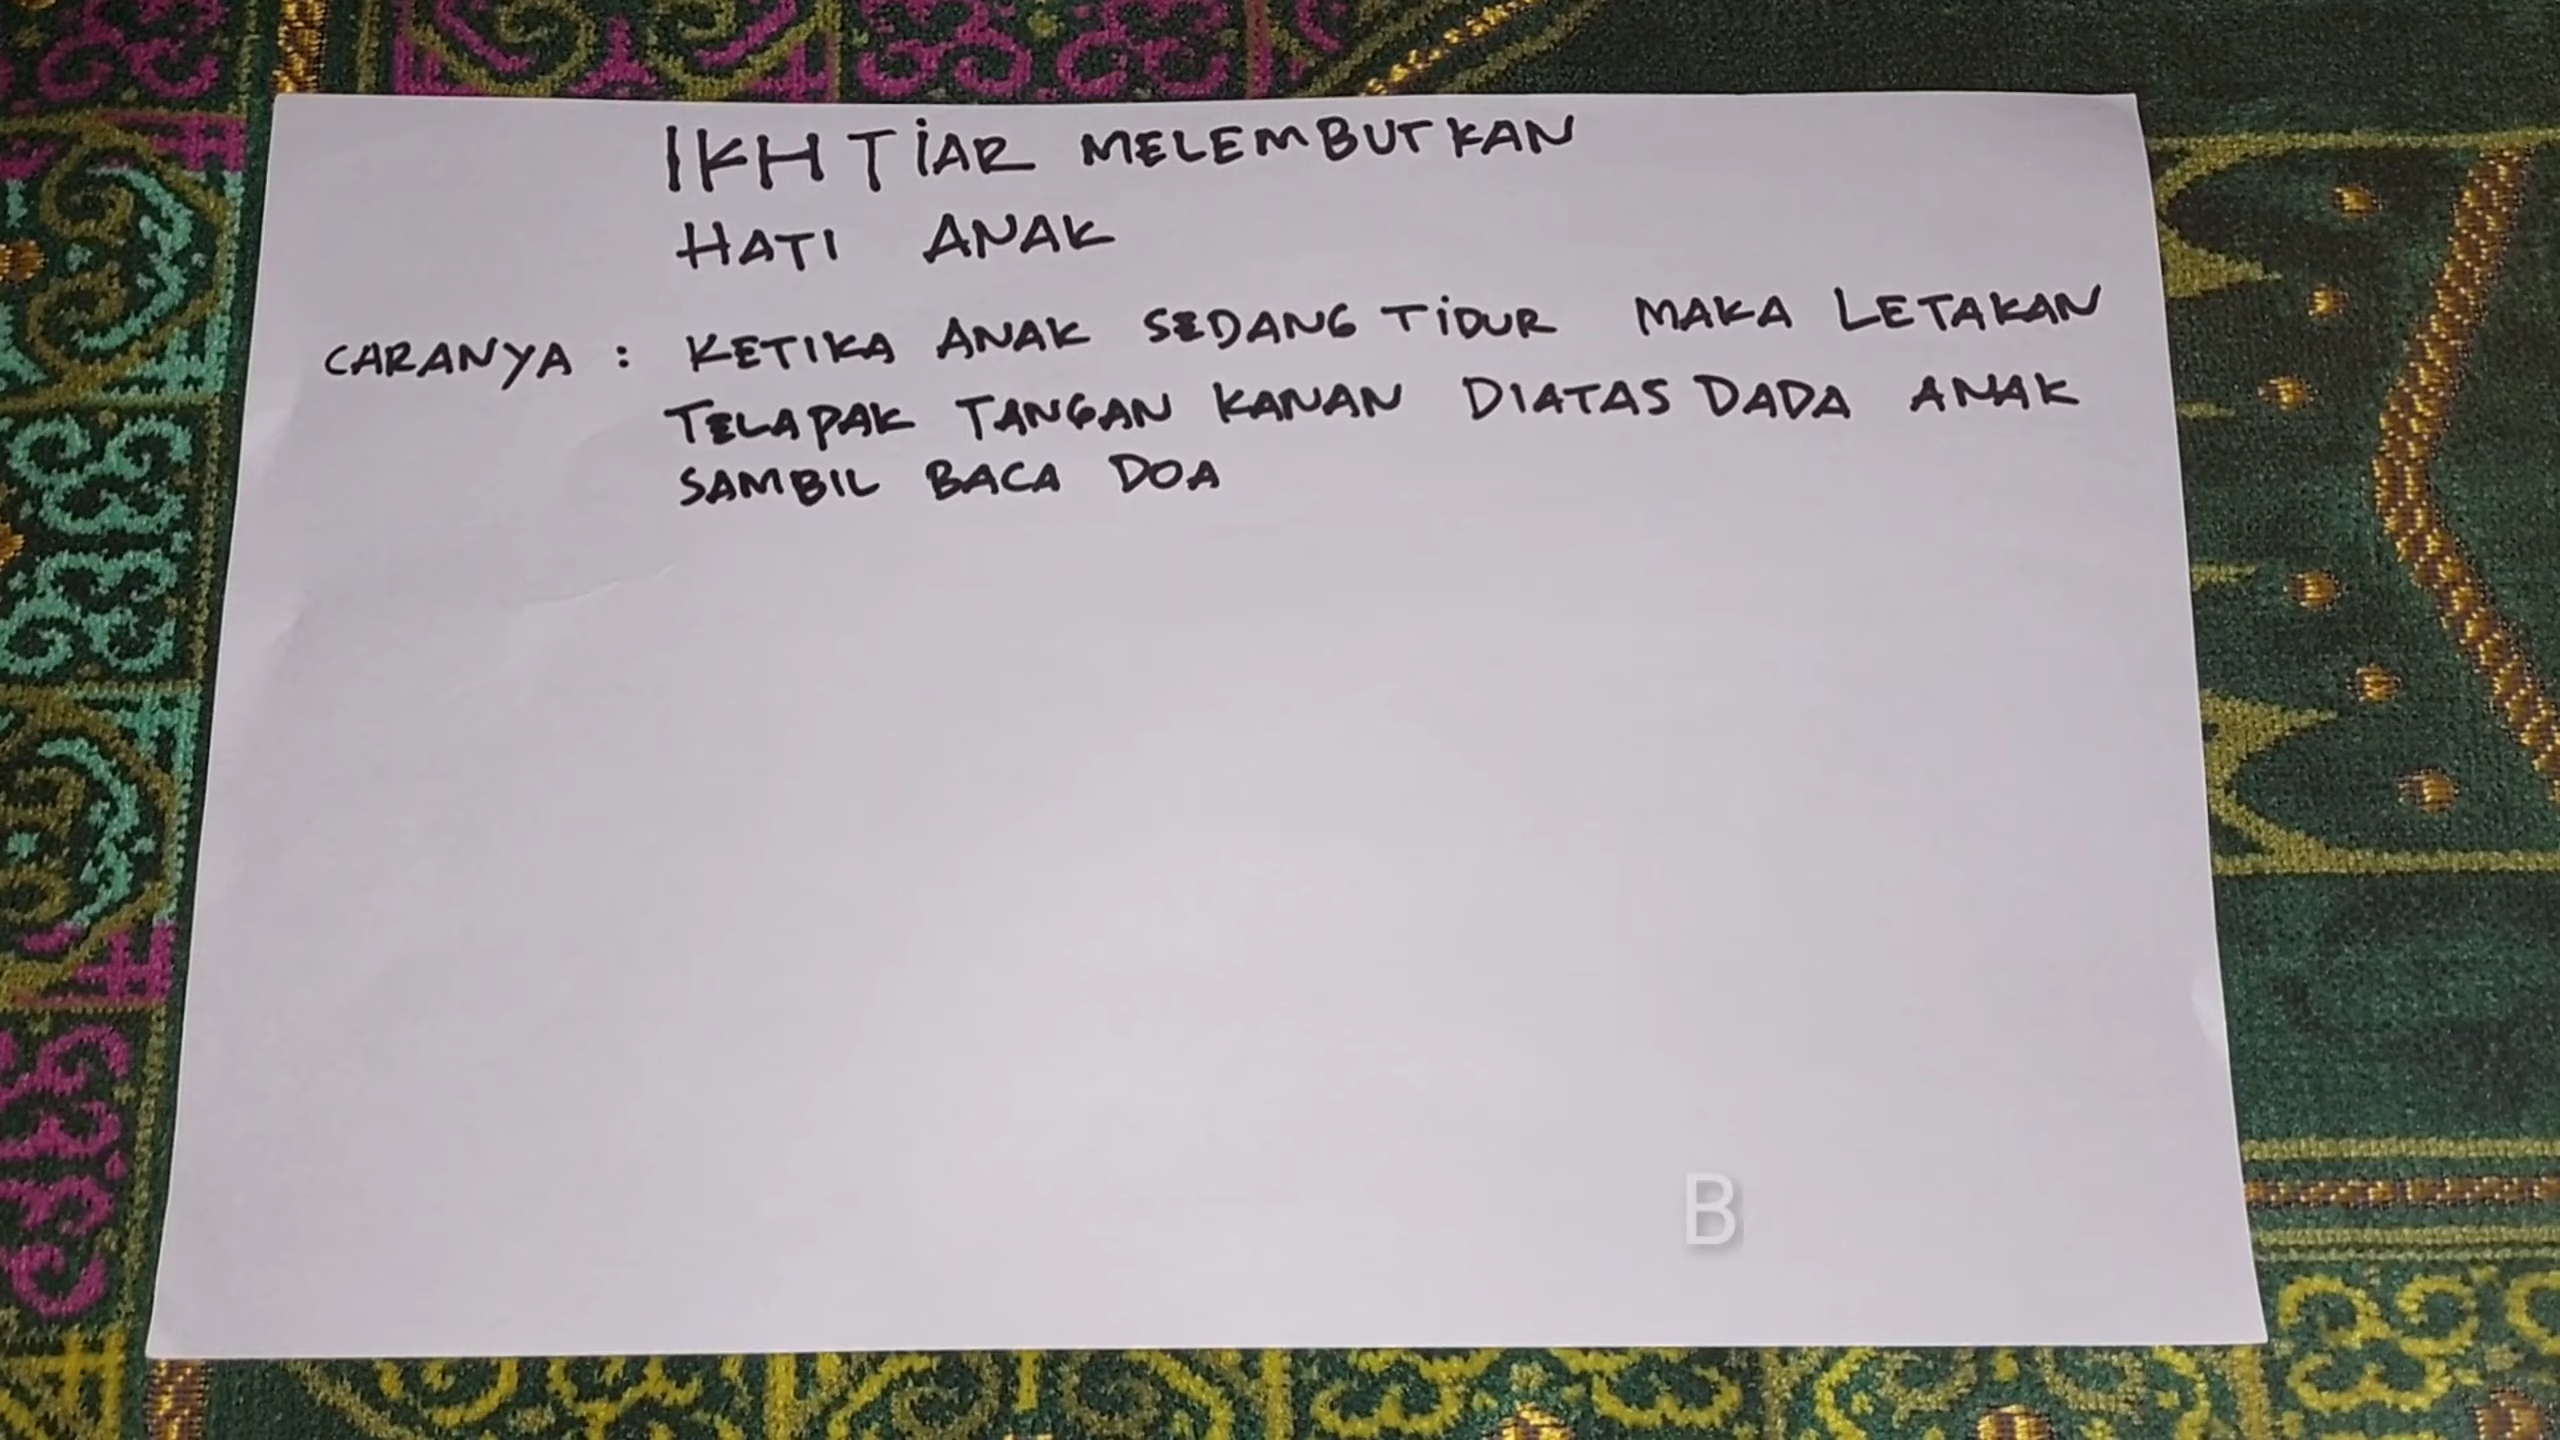 IKHTIAR MELEMBUTKAN
HATI ANAK
CARANYA : KETIKA ANAK SEDANG TIDUR MAKA LETAKAN
TELAPAK TANGAN KANAN DIATAS DADA ANAK
SAMBIL BACA DOA
B